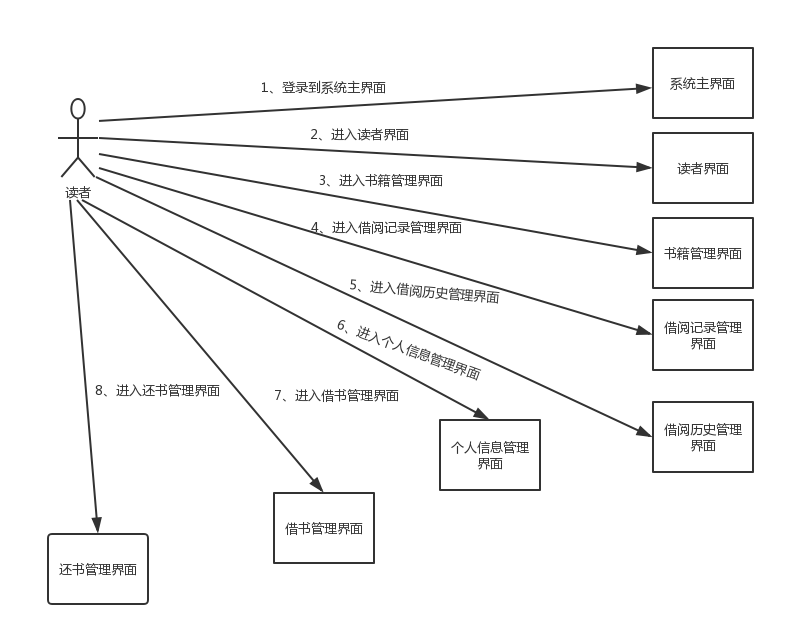 1、登录到系统主界面
系统主界面
2、进入读者界面
读者界面
3、进入书籍管理界面
读者
4、进入借阅记录管理界面
书籍管理界面
5、进入借阅历史管理界面
借阅记录管理
界面
6、进入个人信息管理界面
8、进入还书管理界面
7、进入借书管理界面
借阅历史管理
界面
个人信息管理
界面
借书管理界面
还书管理界面